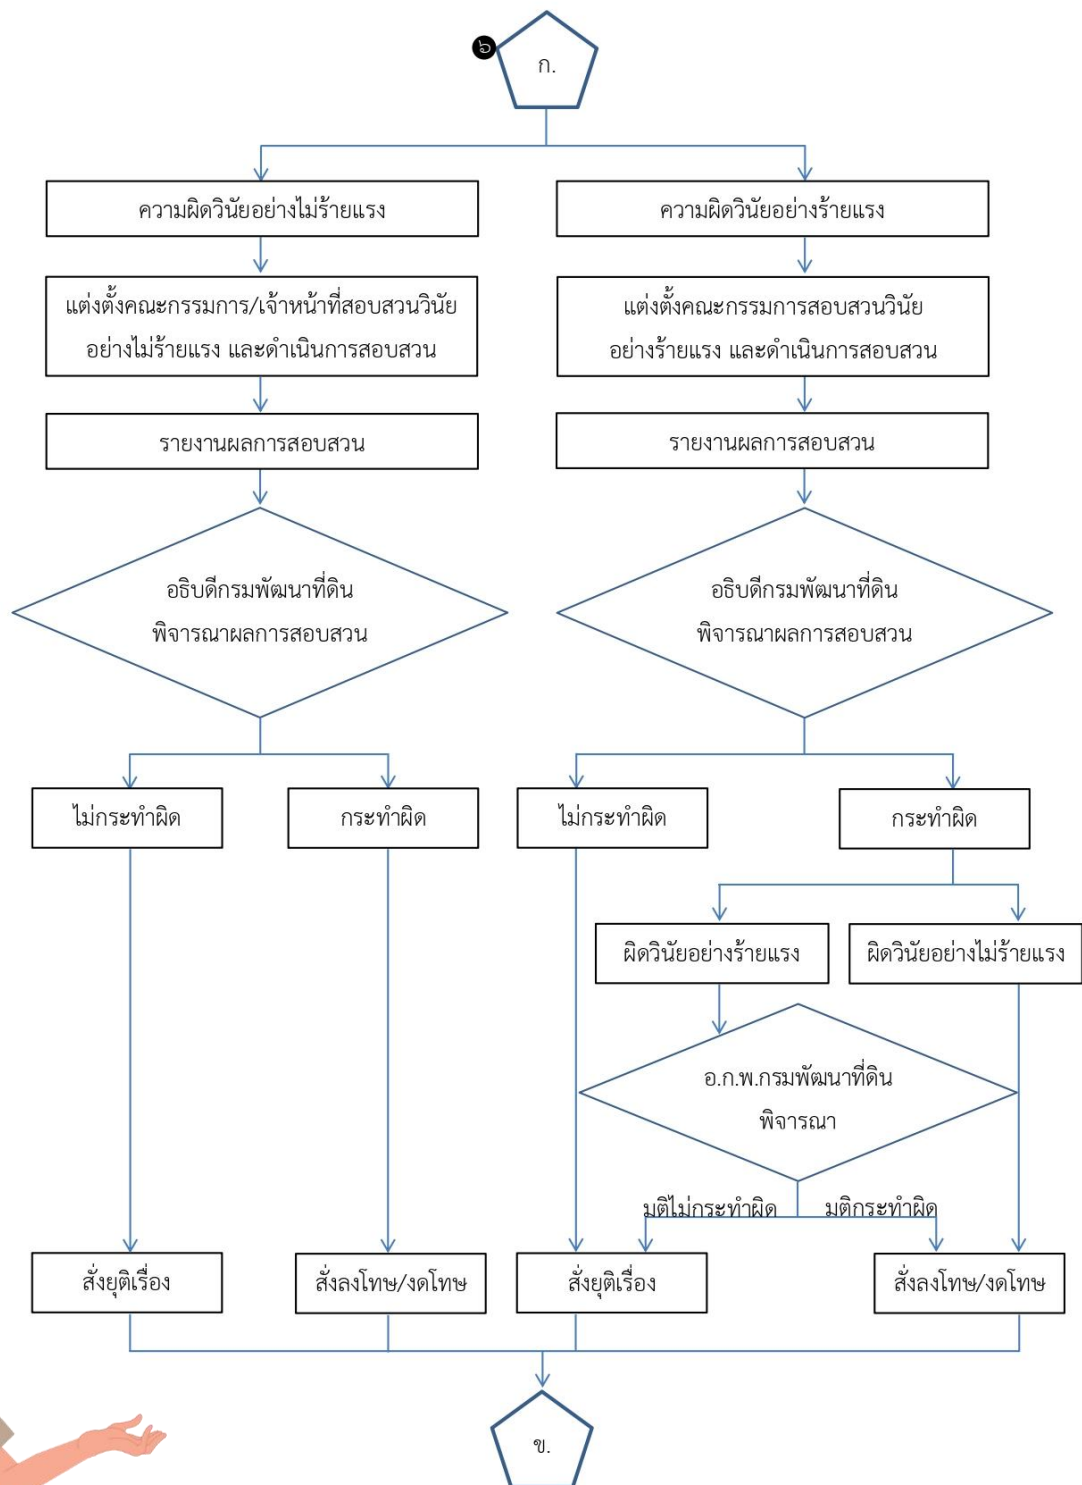 ๖
ก.
ความผิดวินัยอย่างไม่ร้ายแรง
ความผิดวินัยอย่างร้ายแรง
แต่งตั้งคณะกรรมการ/เจ้าหน้าที่สอบสวนวินัย
อย่างไม่ร้ายแรง และดำเนินการสอบสวน
แต่งตั้งคณะกรรมการสอบสวนวินัย
อย่างร้ายแรง และดำเนินการสอบสวน
รายงานผลการสอบสวน
รายงานผลการสอบสวน
อธิบดีกรมพัฒนาที่ดิน
พิจารณาผลการสอบสวน
อธิบดีกรมพัฒนาที่ดิน
พิจารณาผลการสอบสวน
ไม่กระทำผิด
กระทำผิด
ไม่กระทำผิด
กระทำผิด
ผิดวินัยอย่างร้ายแรง
ผิดวินัยอย่างไม่ร้ายแรง
อ.ก.พ.กรมพัฒนาที่ดิน
พิจารณา
มติไม่กระทำผิด
มติกระทำผิด
สั่งยุติเรื่อง
สั่งลงโทษ/งดโทษ
สั่งยุติเรื่อง
สั่งลงโทษ/งดโทษ
ข.